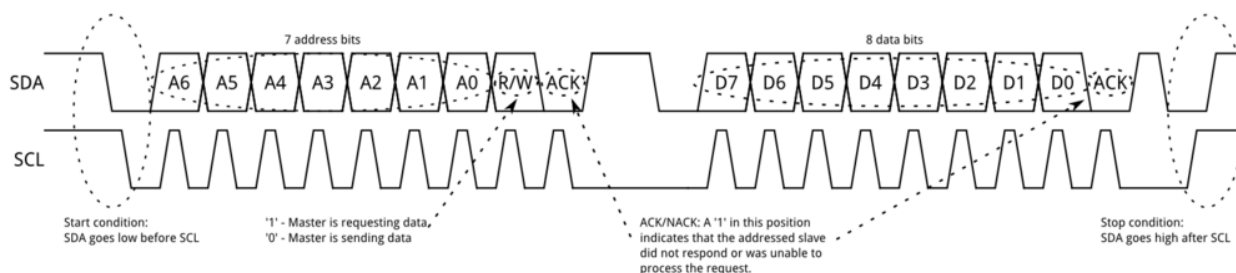 7 address bits
8 data bits
SDA
A6 A5 A4 A3 A2 A1 A0 R/W ACK
D7 D6 D5 D4 D3 D2 D1 D0 ACK
SCL
Start condition:
SDA goes low before SCL
'1' - Master is requesting data,
'0' - Master is sending data
ACK/NACK: A '1' in this position
indicates that the addressed slave
did not respond or was unable to
process the request.
Stop condition:
SDA goes high after SCL